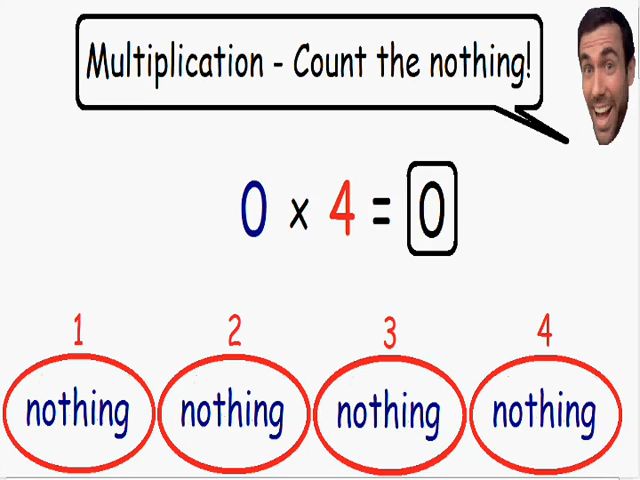 Multiplication - Count the nothing!
0 × 4 = 0
1 2 3 4
nothing nothing nothing nothing